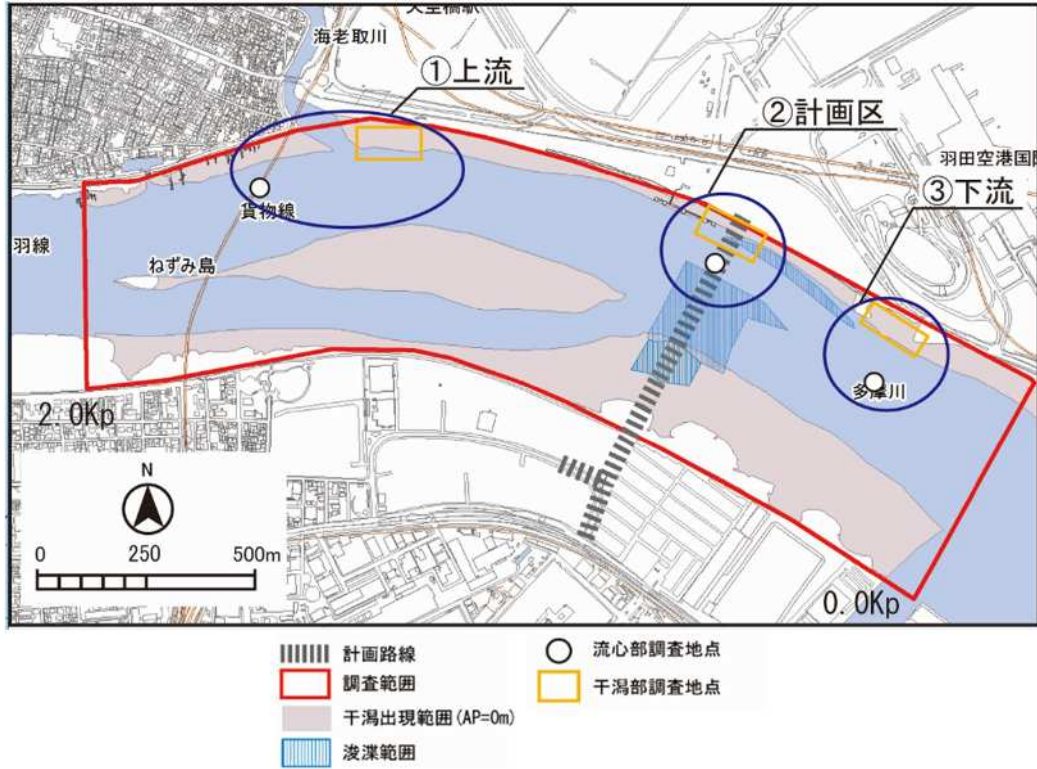 海老取川
①上流
②計画区
羽田空港国際
③下流
貨物線
羽線
ねずみ島
多摩川
2.0Kp
N
0 250 500m
0.0Kp
計画路線
調査範囲
干潟出現範囲(AP=0m)
浚渫範囲
流心部調査地点
干潟部調査地点